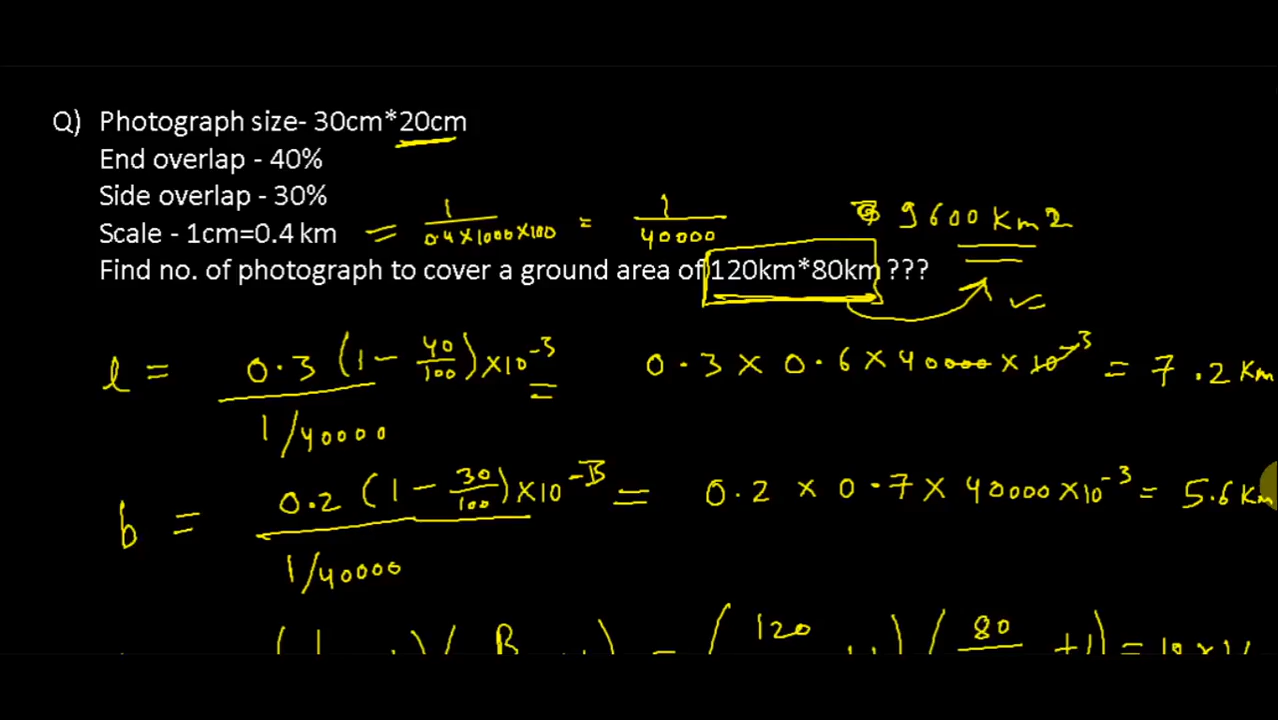 Q) Photograph size- 30cm*20cm
End overlap - 40%
Side overlap - 30%
Scale - 1cm=0.4 km = 1/0.4×1000×100 = 1/40000
9600 Km2
Find no. of photograph to cover a ground area of 120km*80km ???
l = 0.3 (1 - 40/100)×10^-3 / 1/40000 0.3 × 0.6 × 40000 × 10^-3 = 7.2 Km
b = 0.2 (1 - 30/100)×10^-3 / 1/40000 = 0.2 × 0.7 × 40000×10^-3 = 5.6 Km
( ) ( B ) = ( 120 ) ( 80 +1) =